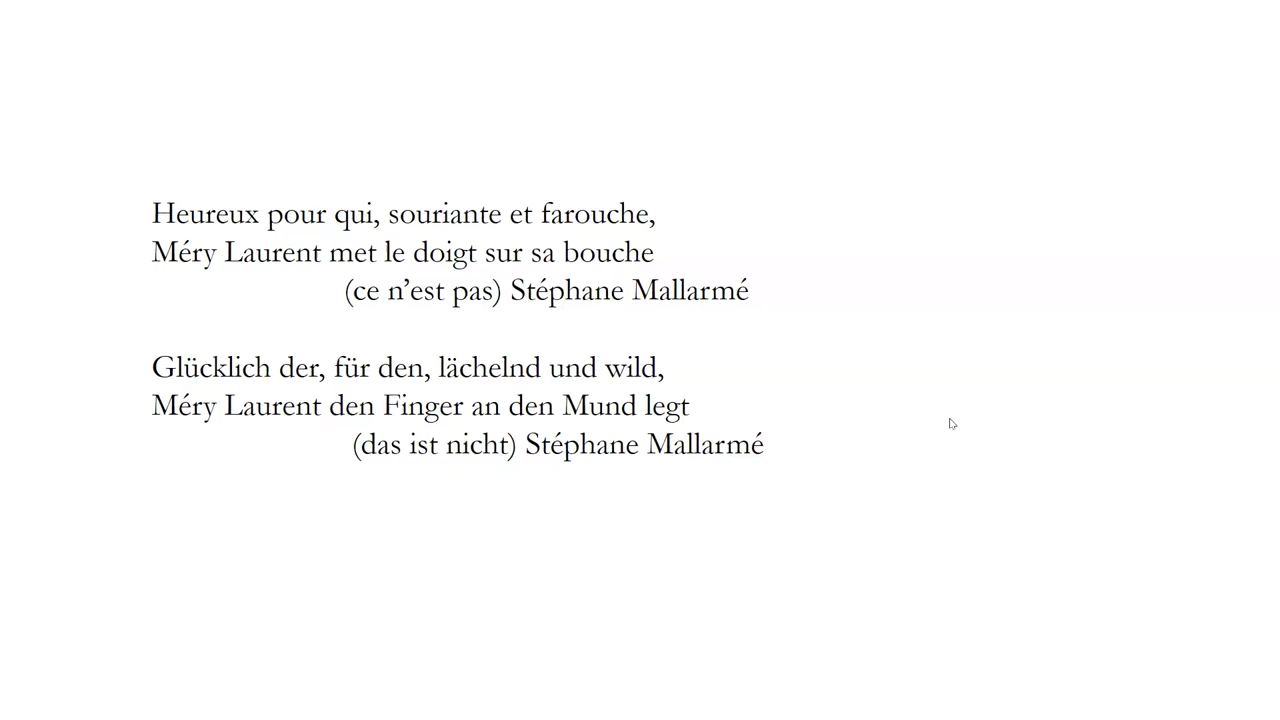 Heureux pour qui, souriante et farouche,
Méry Laurent met le doigt sur sa bouche
(ce n’est pas) Stéphane Mallarmé
Glücklich der, für den, lächelnd und wild,
Méry Laurent den Finger an den Mund legt
(das ist nicht) Stéphane Mallarmé